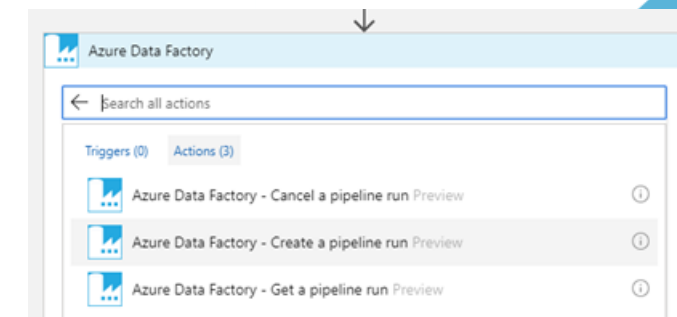 Azure Data Factory
Search all actions
Triggers (0) Actions (3)
Azure Data Factory - Cancel a pipeline run Preview
Azure Data Factory - Create a pipeline run Preview
Azure Data Factory - Get a pipeline run Preview